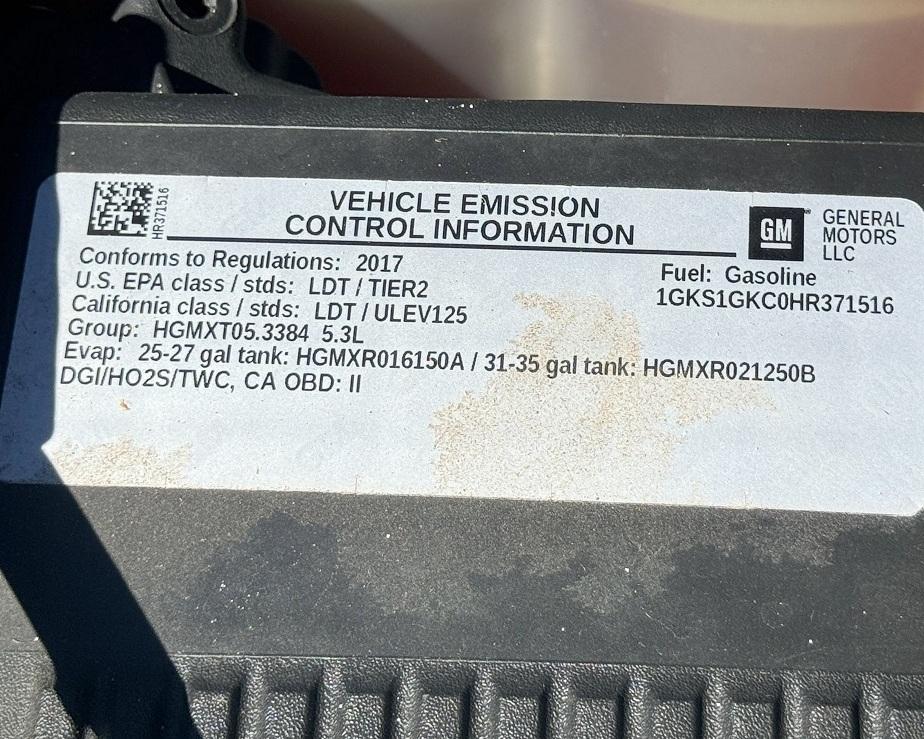 HR371516
VEHICLE EMISSION
CONTROL INFORMATION
GM
GENERAL
MOTORS
LLC
Conforms to Regulations: 2017
U.S. EPA class / stds: LDT / TIER2
California class / stds: LDT / ULEV125
Group: HGMXT05.3384 5.3L
Evap: 25-27 gal tank: HGMXR016150A / 31-35 gal tank: HGMXR021250B
DGI/HO2S/TWC, CA OBD: II
Fuel: Gasoline
1GKS1GKC0HR371516